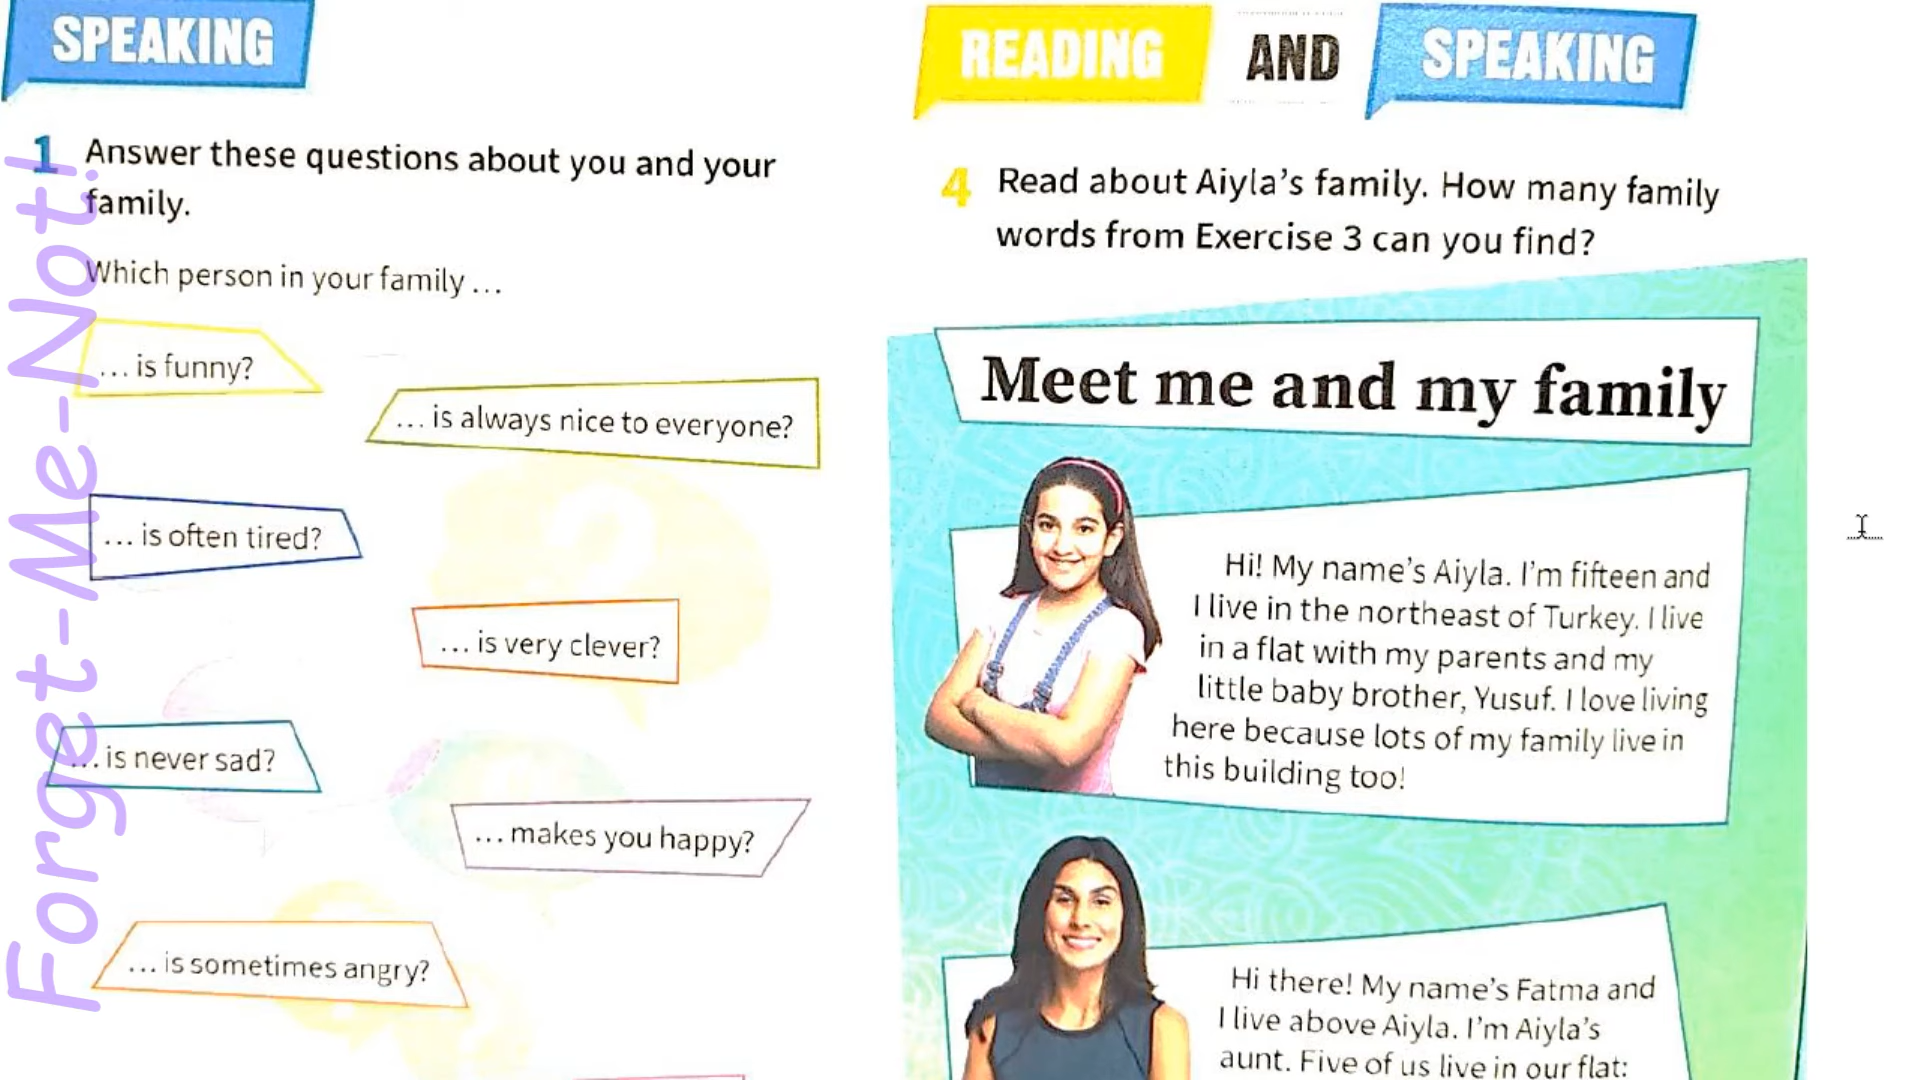 SPEAKING
1 Answer these questions about you and your
family.
Which person in your family ...
... is funny?
... is always nice to everyone?
... is often tired?
... is very clever?
... is never sad?
... makes you happy?
... is sometimes angry?
READING AND SPEAKING
4 Read about Aiyla's family. How many family
words from Exercise 3 can you find?
Meet me and my family
Hi! My name's Aiyla. I'm fifteen and
I live in the northeast of Turkey. I live
in a flat with my parents and my
little baby brother, Yusuf. I love living
here because lots of my family live in
this building too!
Hi there! My name's Fatma and
I live above Aiyla. I'm Aiyla's
aunt. Five of us live in our flat:
Forget-Me-Not!